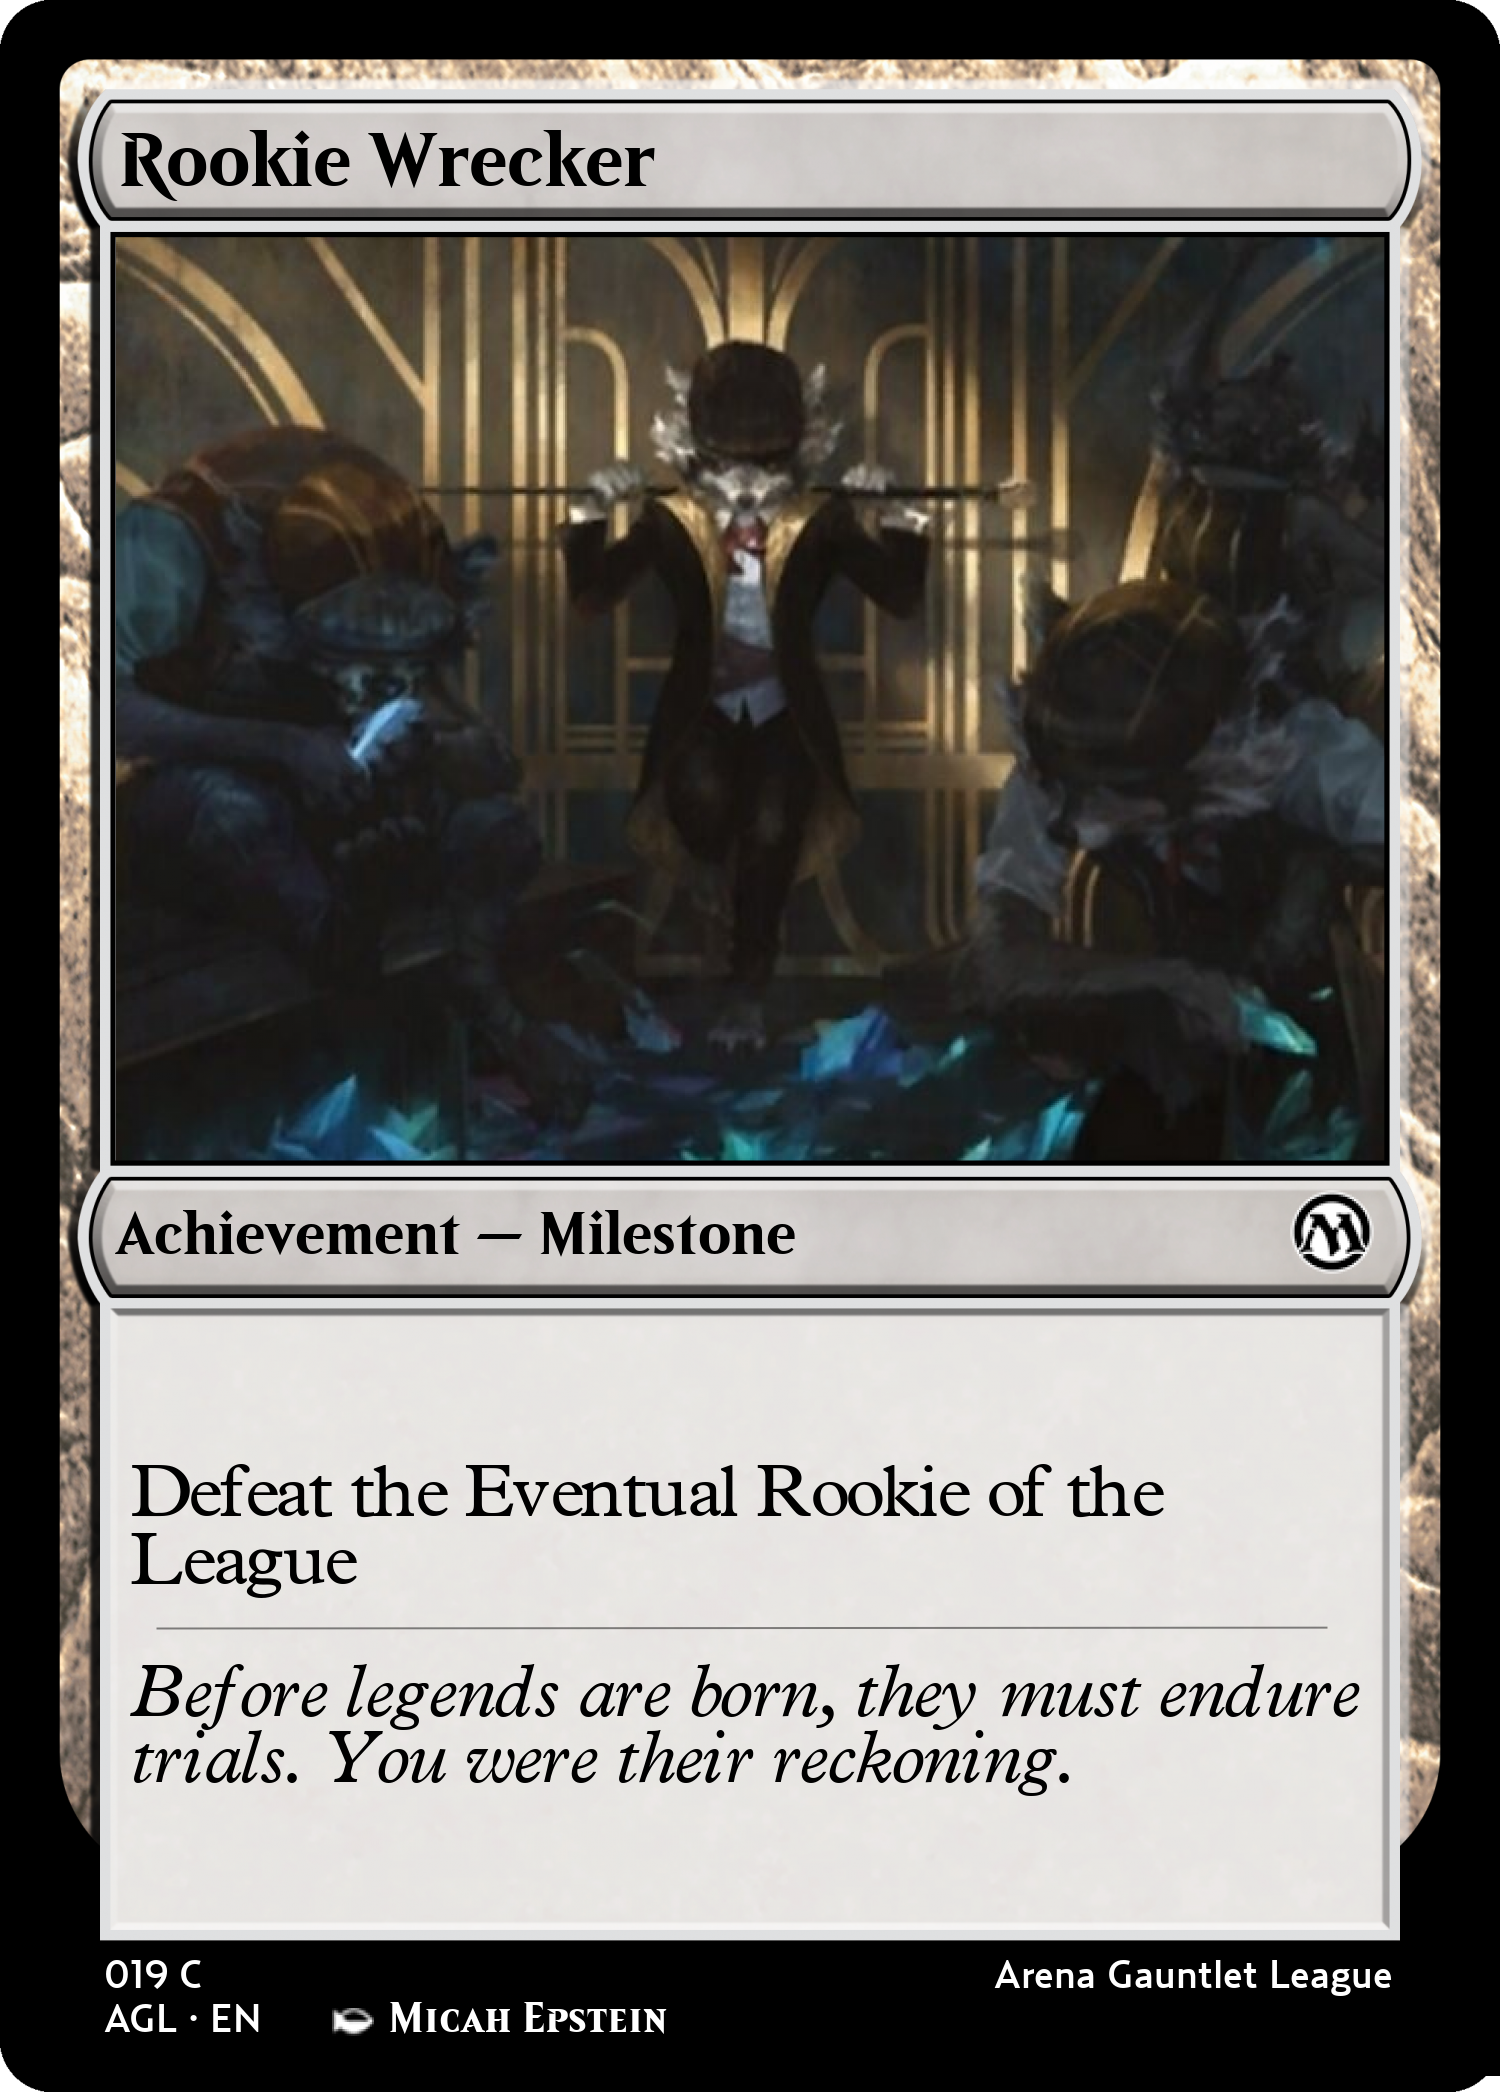 Rookie Wrecker
Achievement — Milestone
M
Defeat the Eventual Rookie of the
League
Before legends are born, they must endure
trials. You were their reckoning.
019 C
Arena Gauntlet League
AGL · EN
Micah Epstein